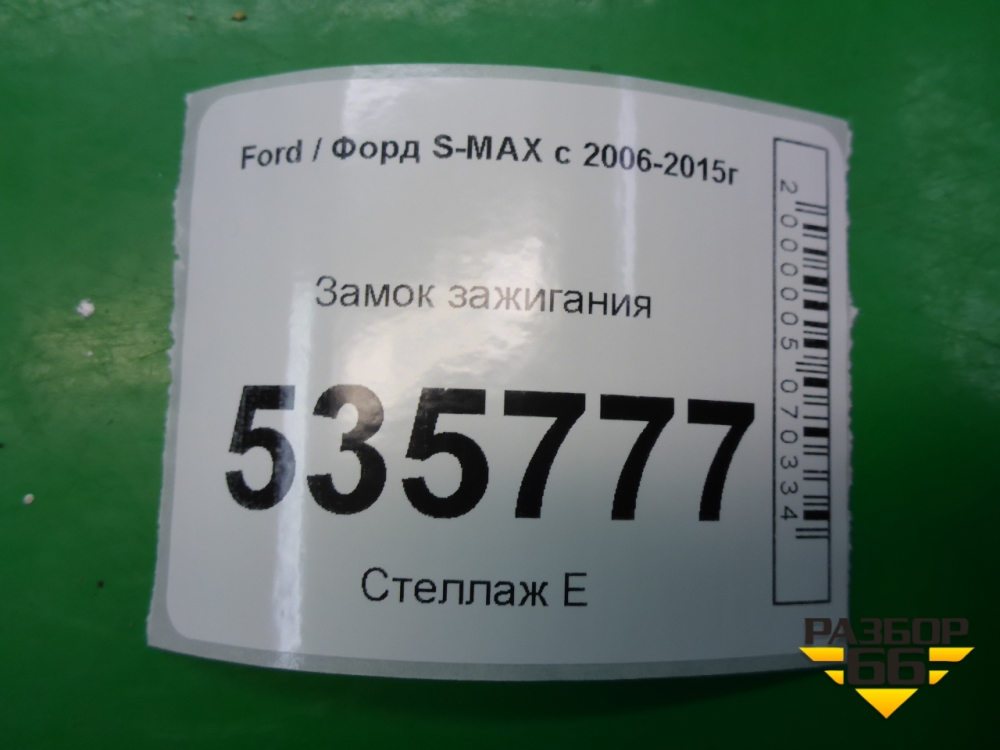 Ford / Форд S-MAX с 2006-2015г
Замок зажигания
535777
Стеллаж Е
2000005070334
РАЗБОР
66